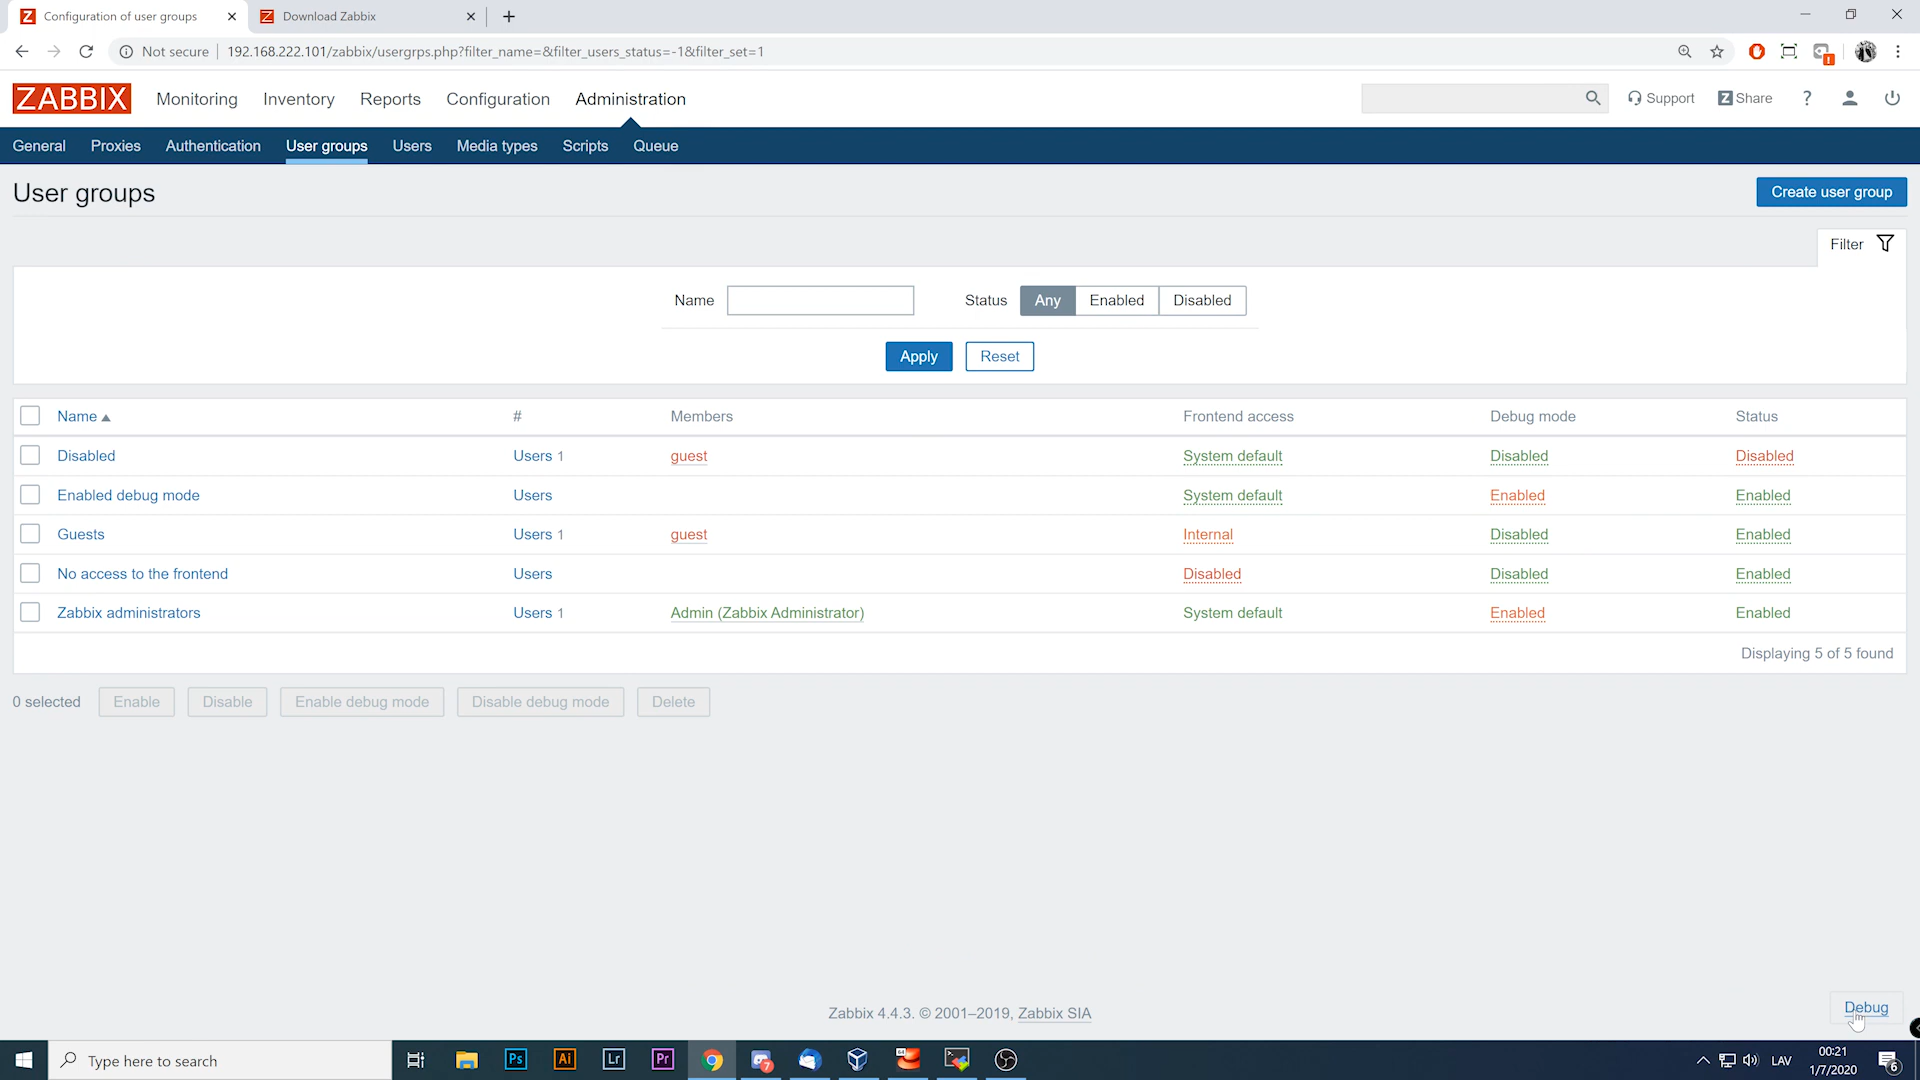 Configuration of user groups
Download Zabbix
Not secure
192.168.222.101/zabbix/usergrps.php?filter_name=&filter_users_status=-1&filter_set=1
ZABBIX Monitoring Inventory Reports Configuration Administration Support Z Share ?
General Proxies Authentication User groups Users Media types Scripts Queue
User groups
Create user group
Filter
Name Status Any Enabled Disabled
Apply Reset
Name # Members Frontend access Debug mode Status
Disabled Users 1 guest System default Disabled Disabled
Enabled debug mode Users System default Enabled Enabled
Guests Users 1 guest Internal Disabled Enabled
No access to the frontend Users Disabled Disabled Enabled
Zabbix administrators Users 1 Admin (Zabbix Administrator) System default Enabled Enabled
Displaying 5 of 5 found
0 selected Enable Disable Enable debug mode Disable debug mode Delete
Debug
Zabbix 4.4.3. © 2001–2019, Zabbix SIA
Type here to search
Ps Ai Lr Pr 7 64
LAV
00:21
1/7/2020
6